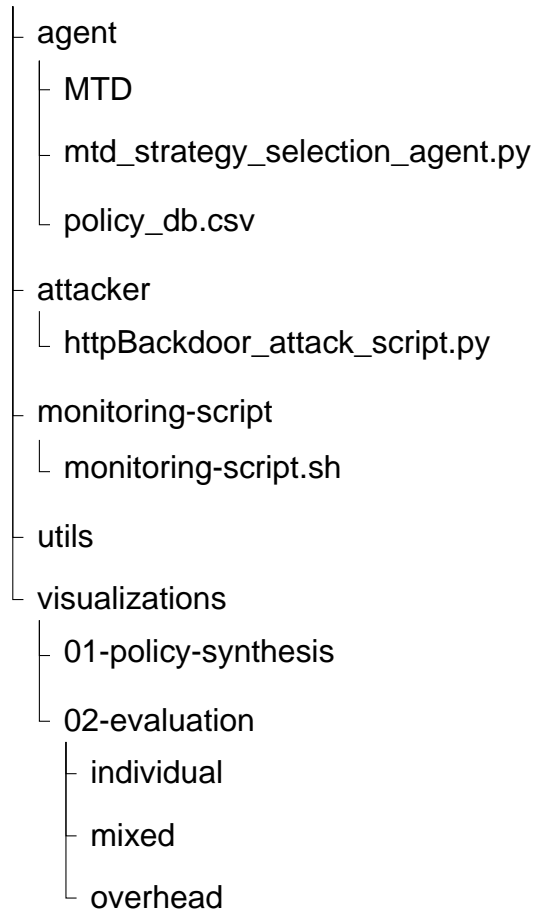 agent
MTD
mtd_strategy_selection_agent.py
policy_db.csv
attacker
httpBackdoor_attack_script.py
monitoring-script
monitoring-script.sh
utils
visualizations
01-policy-synthesis
02-evaluation
individual
mixed
overhead